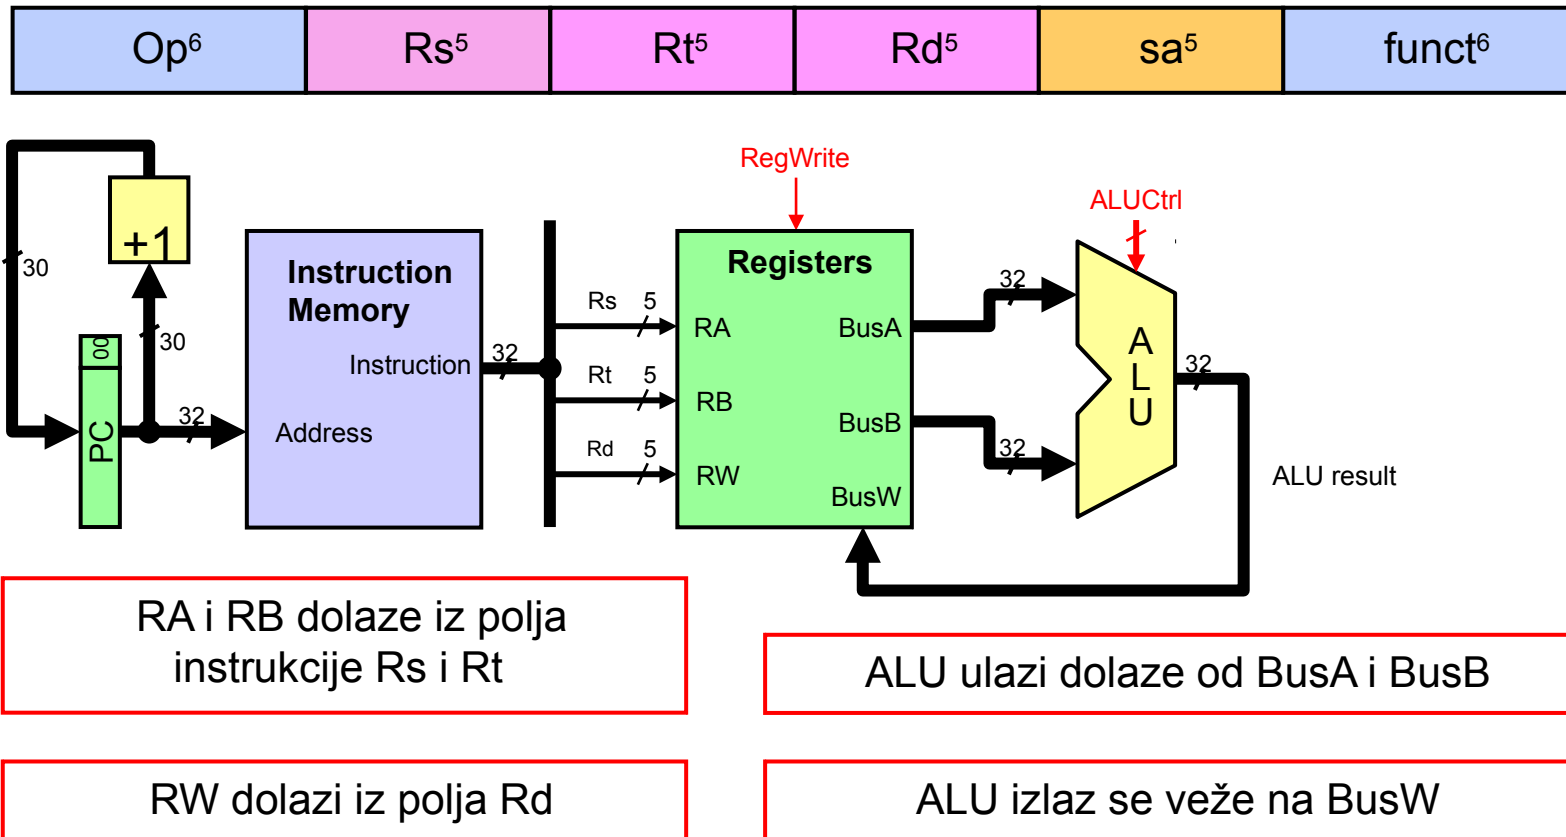 Op⁶ Rs⁵ Rt⁵ Rd⁵ sa⁵ funct⁶
RegWrite
ALUCtrl
+1
30
30
00
PC
32
Instruction
Memory
Instruction
Address
32
Rs 5
Rt 5
Rd 5
Registers
RA
RB
RW
BusA
BusB
BusW
32
32
A
L
U
32
ALU result
RA i RB dolaze iz polja
instrukcije Rs i Rt
ALU ulazi dolaze od BusA i BusB
RW dolazi iz polja Rd
ALU izlaz se veže na BusW